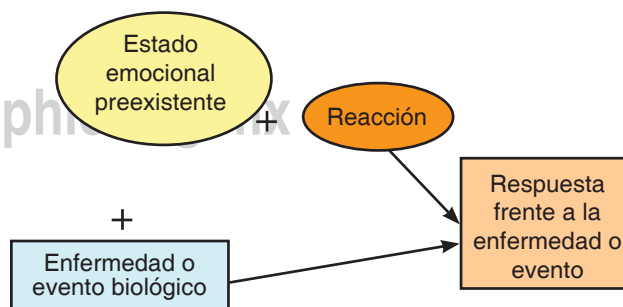 Estado
emocional
preexistente
+
Reacción
+
Enfermedad o
evento biológico
Respuesta
frente a la
enfermedad o
evento